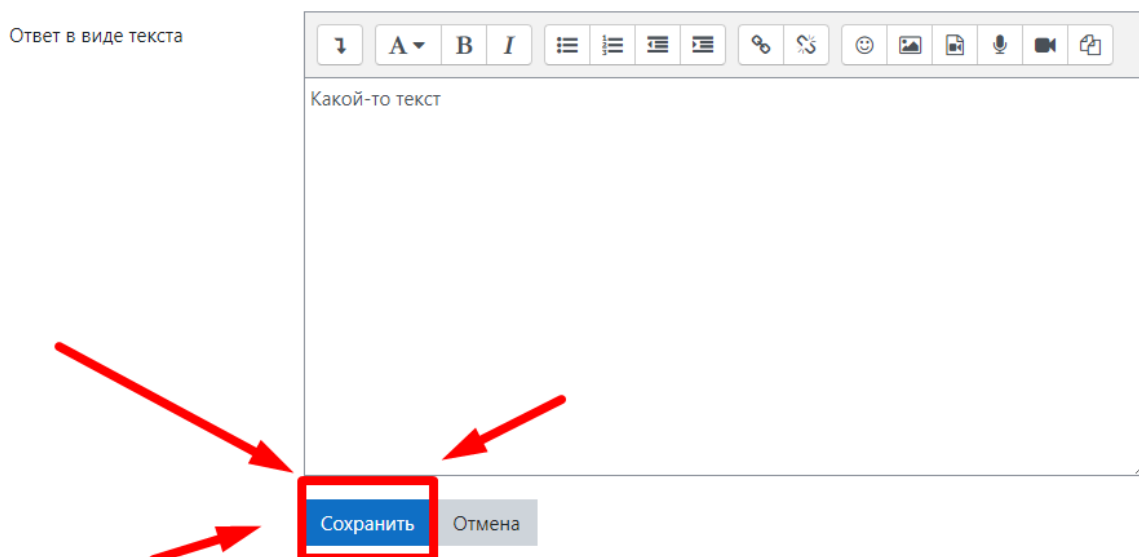 Ответ в виде текста
A B I
Какой-то текст
Сохранить Отмена